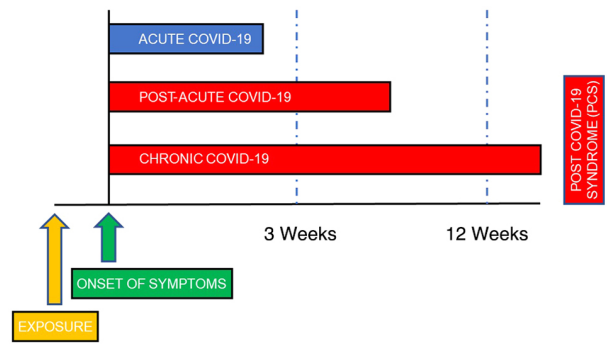 ACUTE COVID-19
POST-ACUTE COVID-19
CHRONIC COVID-19
POST COVID-19
SYNDROME (PCS)
3 Weeks
12 Weeks
ONSET OF SYMPTOMS
EXPOSURE